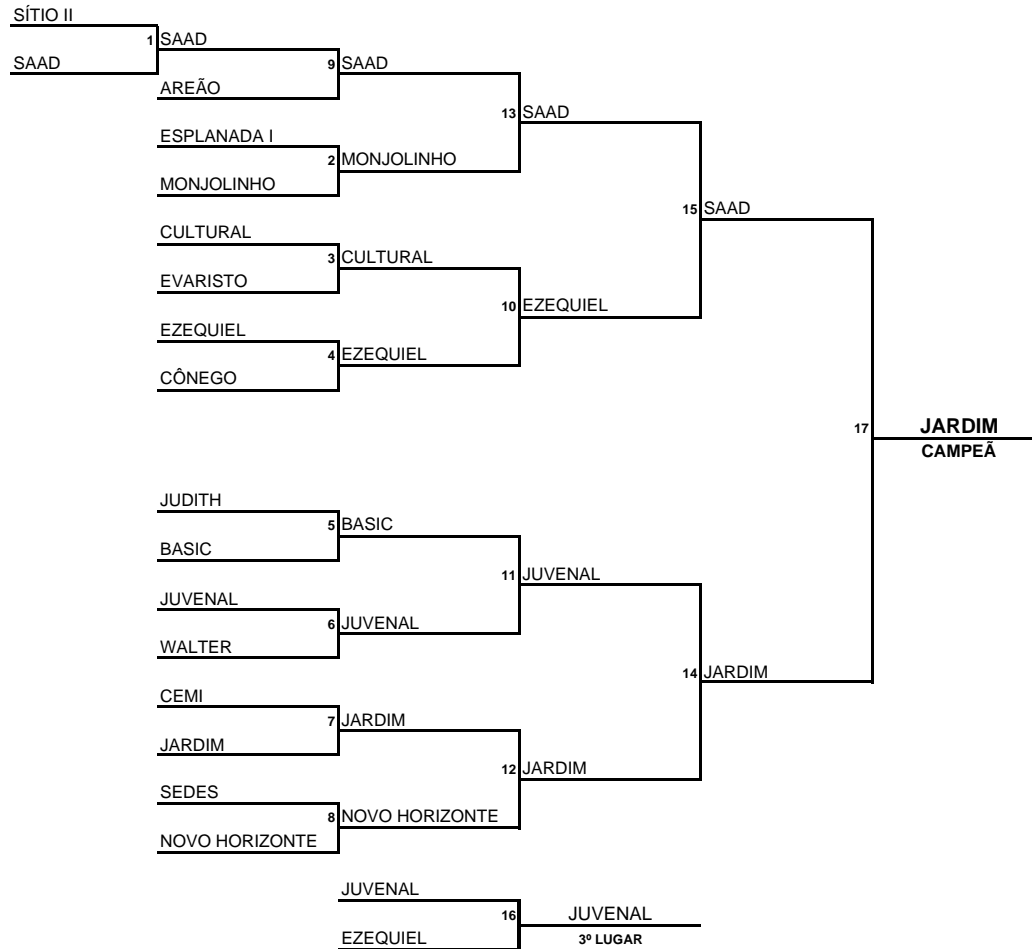 SÍTIO II
1 SAAD
SAAD
9 SAAD
AREÃO
13 SAAD
ESPLANADA I
2 MONJOLINHO
MONJOLINHO
15 SAAD
CULTURAL
3 CULTURAL
EVARISTO
10 EZEQUIEL
EZEQUIEL
4 EZEQUIEL
CÔNEGO
17 JARDIM
CAMPEÃ
JUDITH
5 BASIC
BASIC
11 JUVENAL
JUVENAL
6 JUVENAL
WALTER
14 JARDIM
CEMI
7 JARDIM
JARDIM
12 JARDIM
SEDES
8 NOVO HORIZONTE
NOVO HORIZONTE
JUVENAL
16 JUVENAL
EZEQUIEL
3º LUGAR